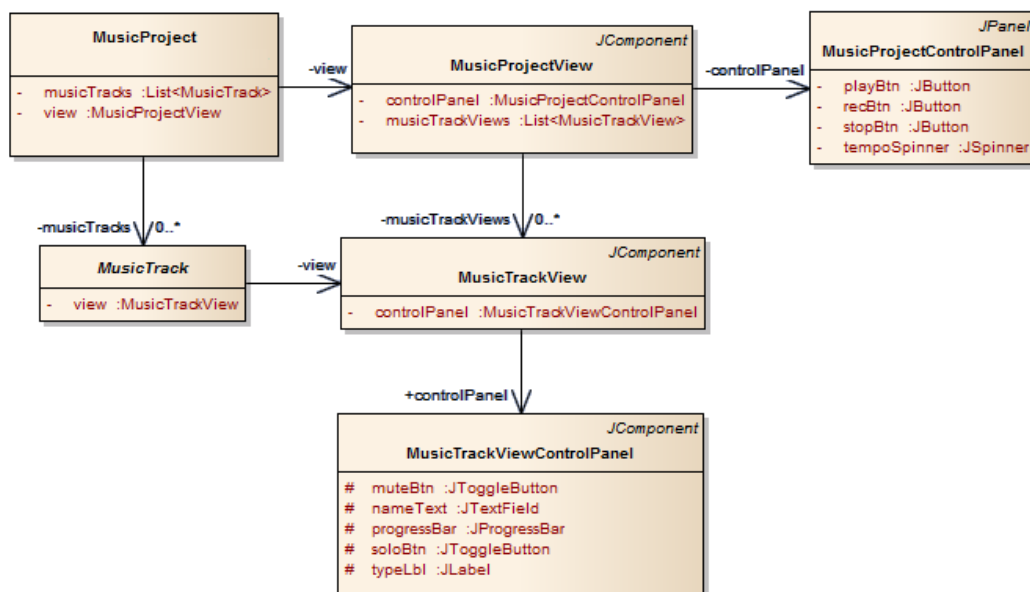 MusicProject
- musicTracks :List<MusicTrack>
- view :MusicProjectView
-view
JComponent
MusicProjectView
- controlPanel :MusicProjectControlPanel
- musicTrackViews :List<MusicTrackView>
-controlPanel
JPanel
MusicProjectControlPanel
- playBtn :JButton
- recBtn :JButton
- stopBtn :JButton
- tempoSpinner :JSpinner
-musicTracks 0..*
-musicTrackViews 0..*
MusicTrack
- view :MusicTrackView
-view
JComponent
MusicTrackView
- controlPanel :MusicTrackViewControlPanel
+controlPanel
JComponent
MusicTrackViewControlPanel
# muteBtn :JToggleButton
# nameText :JTextField
# progressBar :JProgressBar
# soloBtn :JToggleButton
# typeLbl :JLabel